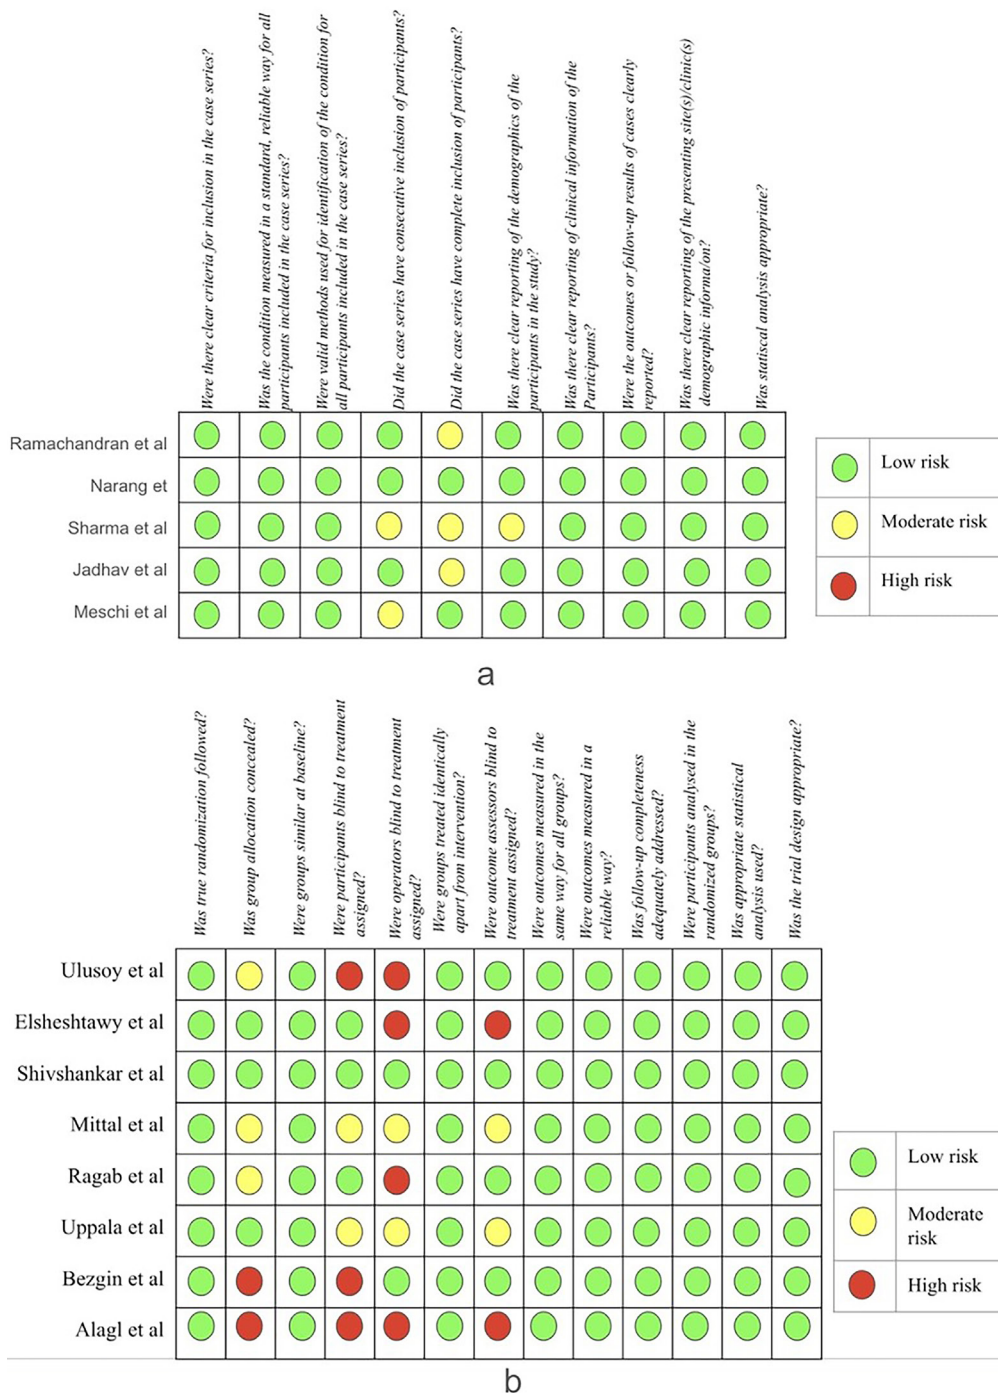 Were there clear criteria for inclusion in the case series?
Was the condition measured in a standard, reliable way for all
participants included in the case series?
Were valid methods used for identification of the condition for
all participants included in the case series?
Did the case series have consecutive inclusion of participants?
Did the case series have complete inclusion of participants?
Was there clear reporting of the demographics of the
participants in the study?
Was there clear reporting of clinical information of the
Participants?
Were the outcomes or follow-up results of cases clearly
reported?
Was there clear reporting of the presenting site(s)/clinic(s)
demographic informa/on?
Was statiscal analysis appropriate?
Ramachandran et al
Narang et
Sharma et al
Jadhav et al
Meschi et al
Low risk
Moderate risk
High risk
a
Was true randomization followed?
Was group allocation concealed?
Were groups similar at baseline?
Were participants blind to treatment
assigned?
Were operators blind to treatment
assigned?
Were groups treated identically
apart from intervention?
Were outcome assessors blind to
treatment assigned?
Were outcomes measured in the
same way for all groups?
Were outcomes measured in a
reliable way?
Was follow-up completeness
adequately addressed?
Were participants analysed in the
randomized groups?
Was appropriate statistical
analysis used?
Was the trial design appropriate?
Ulusoy et al
Elsheshtawy et al
Shivshankar et al
Mittal et al
Ragab et al
Uppala et al
Bezgin et al
Alagl et al
Low risk
Moderate
risk
High risk
b